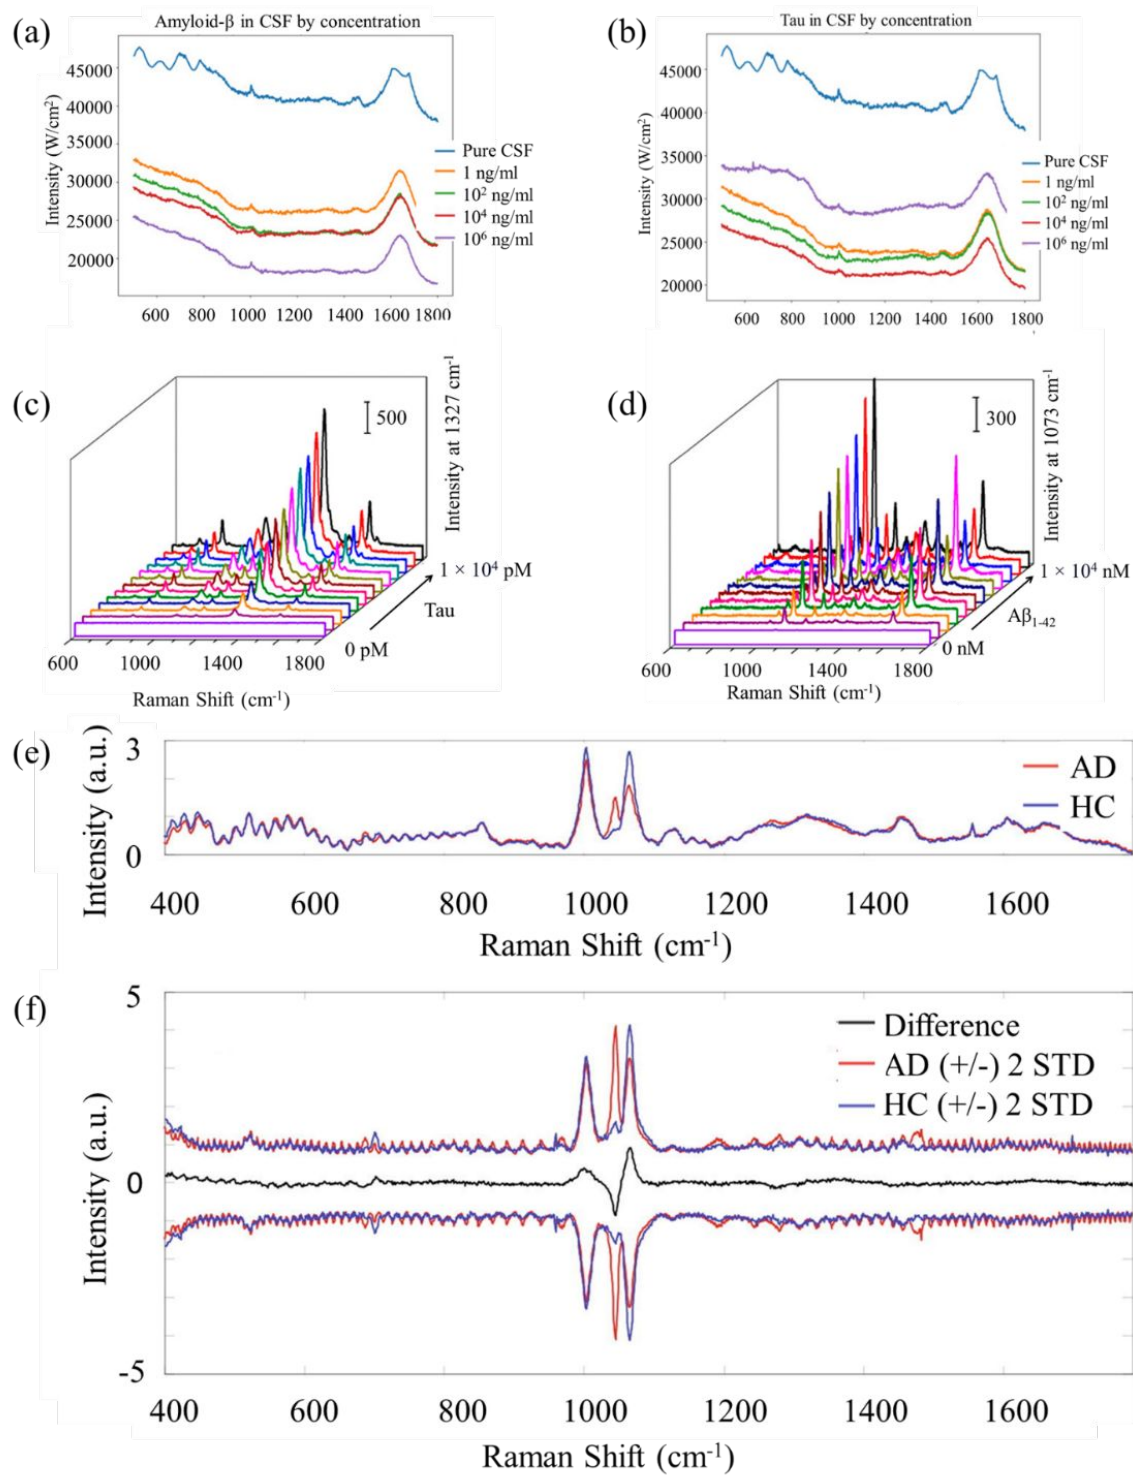 (a)
Amyloid-β in CSF by concentration
Intensity (W/cm²)
45000
40000
35000
30000
25000
20000
600 800 1000 1200 1400 1600 1800
Pure CSF
1 ng/ml
10² ng/ml
10⁴ ng/ml
10⁶ ng/ml
(b)
Tau in CSF by concentration
Intensity (W/cm²)
45000
40000
35000
30000
25000
20000
600 800 1000 1200 1400 1600 1800
Pure CSF
1 ng/ml
10² ng/ml
10⁴ ng/ml
10⁶ ng/ml
(c)
500
Intensity at 1327 cm⁻¹
1 × 10⁴ pM
Tau
0 pM
600 1000 1400 1800
Raman Shift (cm⁻¹)
(d)
300
Intensity at 1073 cm⁻¹
1 × 10⁴ nM
Aβ₁₋₄₂
0 nM
600 1000 1400 1800
Raman Shift (cm⁻¹)
(e)
Intensity (a.u.)
3
0
AD
HC
400 600 800 1000 1200 1400 1600
Raman Shift (cm⁻¹)
(f)
Intensity (a.u.)
Intensity (a.u.)
5
0
-5
Difference
AD (+/-) 2 STD
HC (+/-) 2 STD
400 600 800 1000 1200 1400 1600
Raman Shift (cm⁻¹)